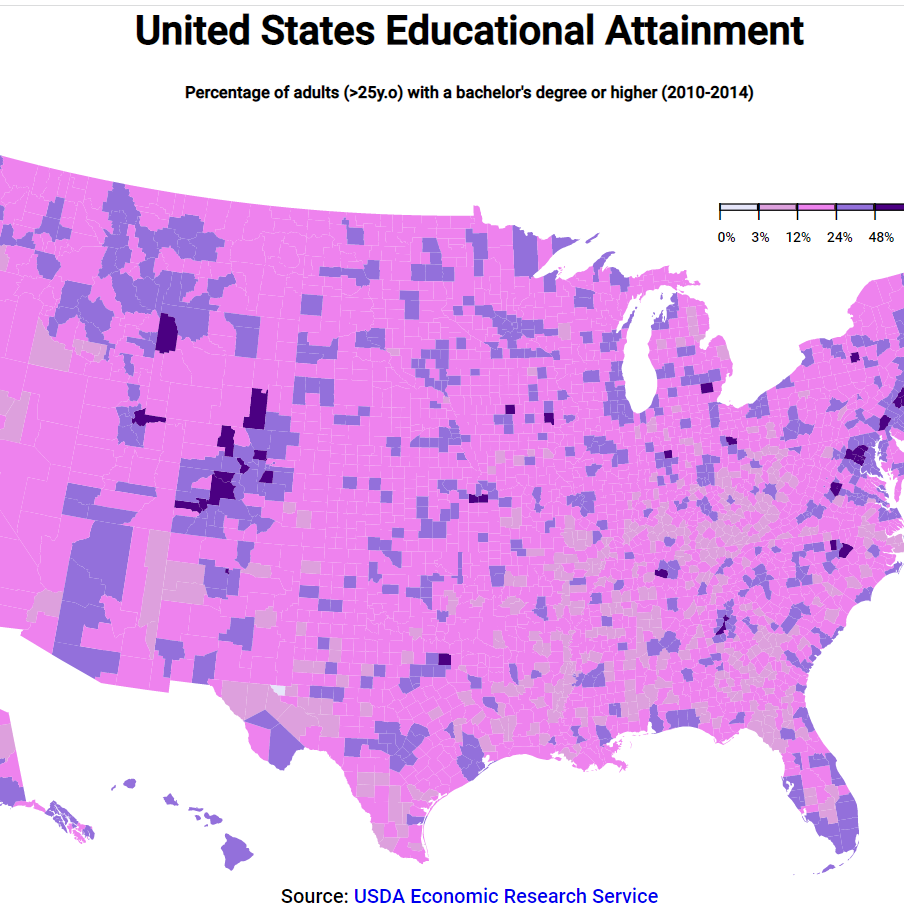 United States Educational Attainment
Percentage of adults (>25y.o) with a bachelor's degree or higher (2010-2014)
0% 3% 12% 24% 48%
Source: USDA Economic Research Service